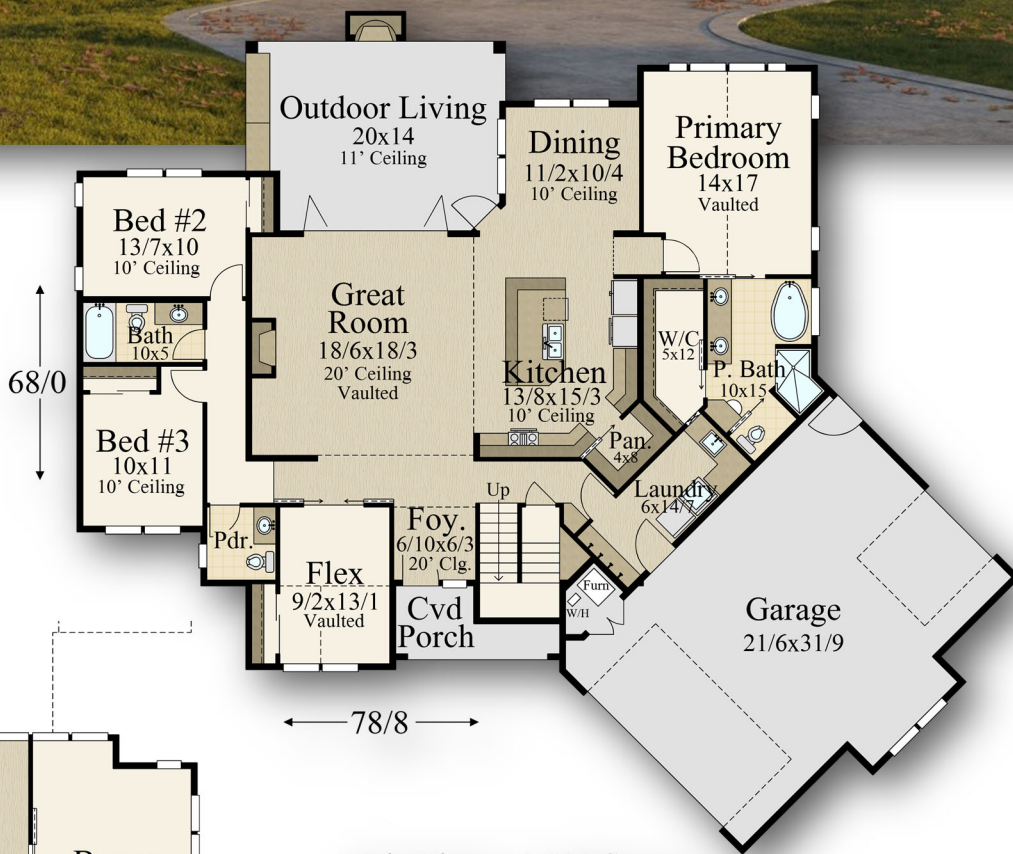 Outdoor Living
20x14
11' Ceiling
Dining
11/2x10/4
10' Ceiling
Primary
Bedroom
14x17
Vaulted
Bed #2
13/7x10
10' Ceiling
Great
Room
18/6x18/3
20' Ceiling
Vaulted
Bath
10x5
W/C
5x12
P. Bath
10x15
Kitchen
13/8x15/3
10' Ceiling
68/0
Bed #3
10x11
10' Ceiling
Pan.
4x8
Laundry
6x14/7
Up
Pdr.
Foy.
6/10x6/3
20' Clg.
Flex
9/2x13/1
Vaulted
Furn
W/H
Cvd
Porch
Garage
21/6x31/9
78/8